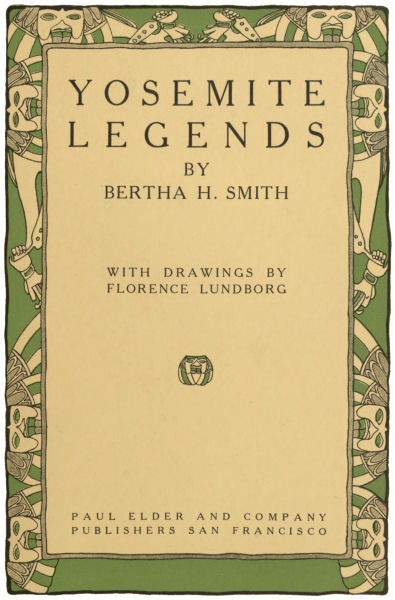 YOSEMITE
LEGENDS
BY
BERTHA H. SMITH
WITH DRAWINGS BY
FLORENCE LUNDBORG
PAUL ELDER AND COMPANY
PUBLISHERS SAN FRANCISCO